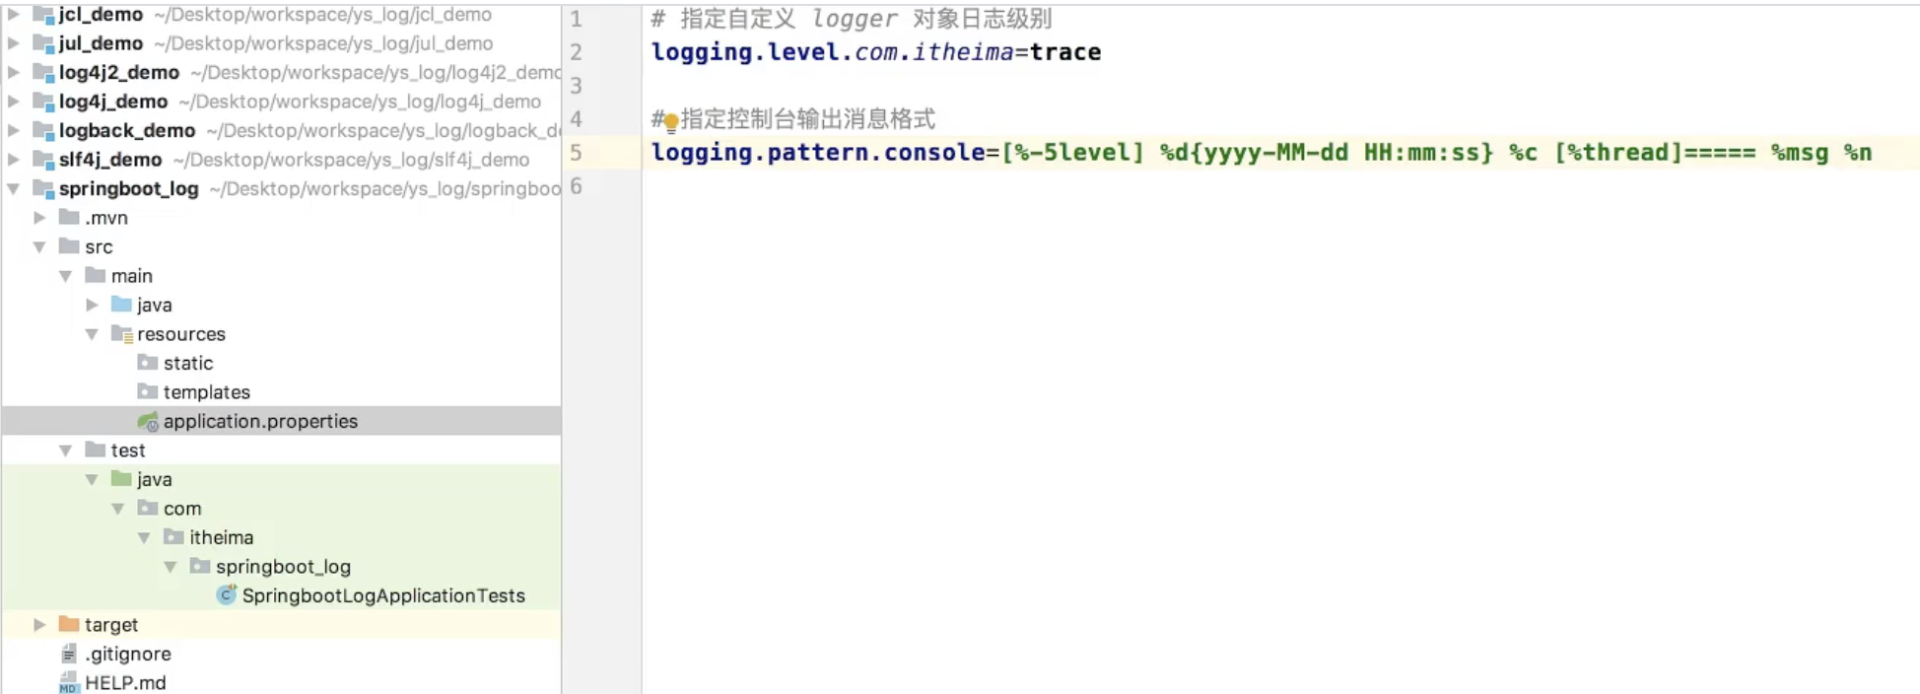 jcl_demo ~/Desktop/workspace/ys_log/jcl_demo
jul_demo ~/Desktop/workspace/ys_log/jul_demo
log4j2_demo ~/Desktop/workspace/ys_log/log4j2_demo
log4j_demo ~/Desktop/workspace/ys_log/log4j_demo
logback_demo ~/Desktop/workspace/ys_log/logback_d
slf4j_demo ~/Desktop/workspace/ys_log/slf4j_demo
springboot_log ~/Desktop/workspace/ys_log/springboo
.mvn
src
main
java
resources
static
templates
application.properties
test
java
com
itheima
springboot_log
SpringbootLogApplicationTests
target
.gitignore
HELP.md
1 # 指定自定义 logger 对象日志级别
2 logging.level.com.itheima=trace
3
4 # 指定控制台输出消息格式
5 logging.pattern.console=[%-5level] %d{yyyy-MM-dd HH:mm:ss} %c [%thread]===== %msg %n
6